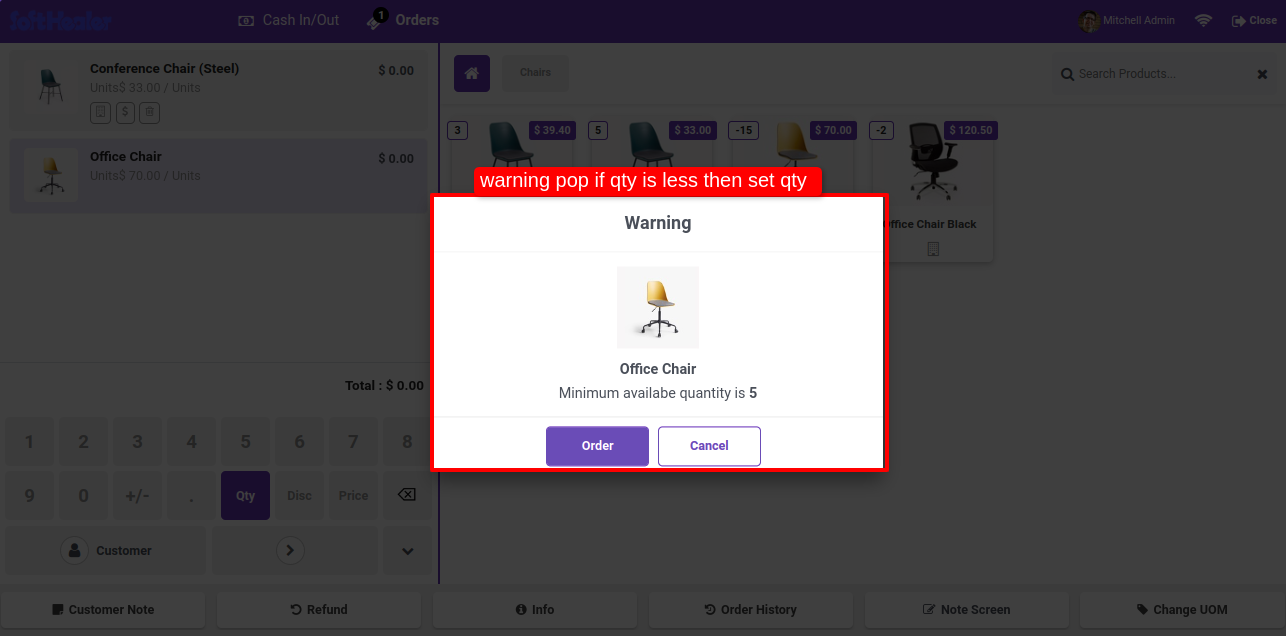 SoftHealer
Cash In/Out
1
Orders
Mitchell Admin
Close
Conference Chair (Steel)
$ 0.00
Units$ 33.00 / Units
$
Office Chair
$ 0.00
Units$ 70.00 / Units
Chairs
Search Products...
3
$ 39.40
5
$ 33.00
-15
$ 70.00
-2
$ 120.50
ffice Chair Black
warning pop if qty is less then set qty
Warning
Office Chair
Minimum availabe quantity is 5
Order
Cancel
Total : $ 0.00
1 2 3 4 5 6 7 8
9 0 +/- . Qty Disc Price
Customer
Customer Note
Refund
Info
Order History
Note Screen
Change UOM